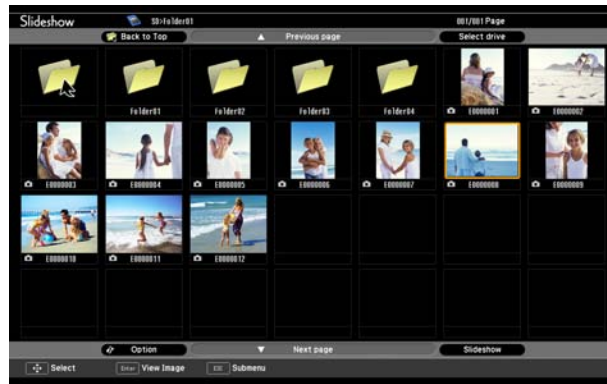 Slideshow SD>Folder01 001/001 Page
Back to Top Previous page Select drive
Folder01 Folder02 Folder03 Folder04 E0000001 E0000002
E0000003 E0000004 E0000005 E0000006 E0000007 E0000008 E0000009
E0000010 E0000011 E0000012
Option Next page Slideshow
Select Enter View Image ESC Submenu